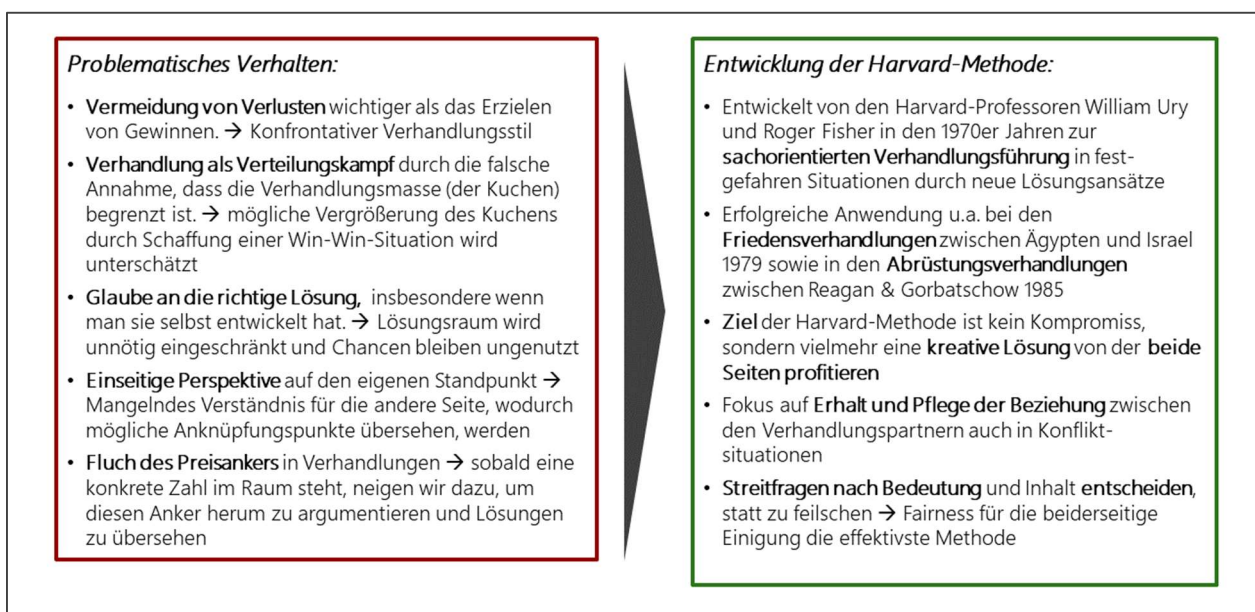 Problematisches Verhalten:
• Vermeidung von Verlusten wichtiger als das Erzielen
von Gewinnen. → Konfrontativer Verhandlungsstil
• Verhandlung als Verteilungskampf durch die falsche
Annahme, dass die Verhandlungsmasse (der Kuchen)
begrenzt ist. → mögliche Vergrößerung des Kuchens
durch Schaffung einer Win-Win-Situation wird
unterschätzt
• Glaube an die richtige Lösung, insbesondere wenn
man sie selbst entwickelt hat. → Lösungsraum wird
unnötig eingeschränkt und Chancen bleiben ungenutzt
• Einseitige Perspektive auf den eigenen Standpunkt →
Mangelndes Verständnis für die andere Seite, wodurch
mögliche Anknüpfungspunkte übersehen, werden
• Fluch des Preisankers in Verhandlungen → sobald eine
konkrete Zahl im Raum steht, neigen wir dazu, um
diesen Anker herum zu argumentieren und Lösungen
zu übersehen
Entwicklung der Harvard-Methode:
• Entwickelt von den Harvard-Professoren William Ury
und Roger Fisher in den 1970er Jahren zur
sachorientierten Verhandlungsführung in fest-
gefahren Situationen durch neue Lösungsansätze
• Erfolgreiche Anwendung u.a. bei den
Friedensverhandlungen zwischen Ägypten und Israel
1979 sowie in den Abrüstungsverhandlungen
zwischen Reagan & Gorbatschow 1985
• Ziel der Harvard-Methode ist kein Kompromiss,
sondern vielmehr eine kreative Lösung von der beide
Seiten profitieren
• Fokus auf Erhalt und Pflege der Beziehung zwischen
den Verhandlungspartnern auch in Konflikt-
situationen
• Streitfragen nach Bedeutung und Inhalt entscheiden,
statt zu feilschen → Fairness für die beiderseitige
Einigung die effektivste Methode